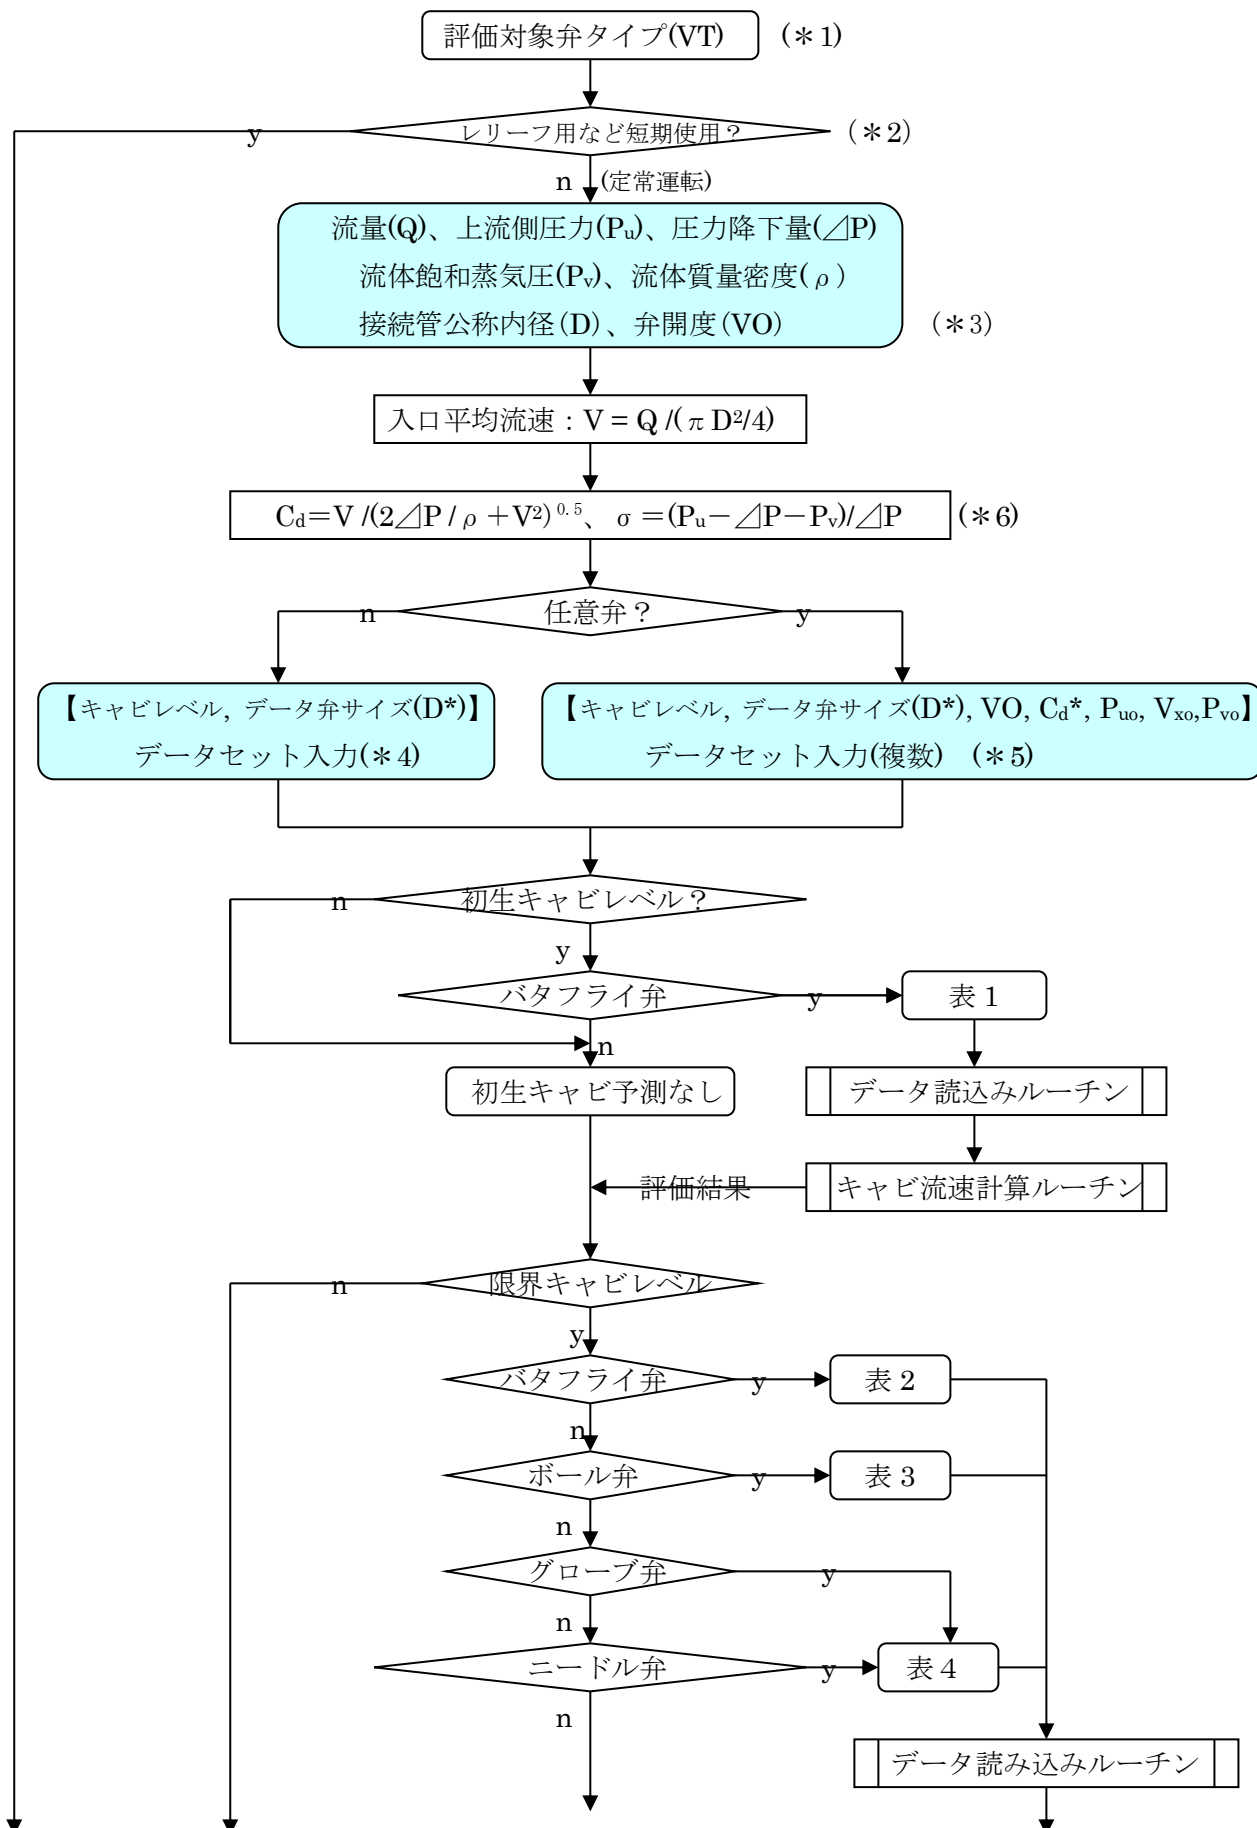 評価対象弁タイプ(VT) (＊1)
y レリーフ用など短期使用？ (＊2)
n (定常運転)
流量(Q)、上流側圧力(Pu)、圧力降下量(⊿P)
流体飽和蒸気圧(Pv)、流体質量密度(ρ)
接続管公称内径(D)、弁開度(VO) (＊3)
入口平均流速：V = Q /(πD²/4)
Cd＝V /(2⊿P / ρ＋V²)^0.5、σ＝(Pu－⊿P－Pv)/⊿P (＊6)
n 任意弁？ y
【キャビレベル, データ弁サイズ(D*)】
データセット入力(＊4)
【キャビレベル, データ弁サイズ(D*), VO, Cd*, Puo, Vxo,Pvo】
データセット入力(複数) (＊5)
n 初生キャビレベル？
y
バタフライ弁 y 表 1
n
初生キャビ予測なし データ読込みルーチン
評価結果 キャビ流速計算ルーチン
n 限界キャビレベル
y
バタフライ弁 y 表 2
n
ボール弁 y 表 3
n
グローブ弁 y
n
ニードル弁 y 表 4
n
データ読み込みルーチン